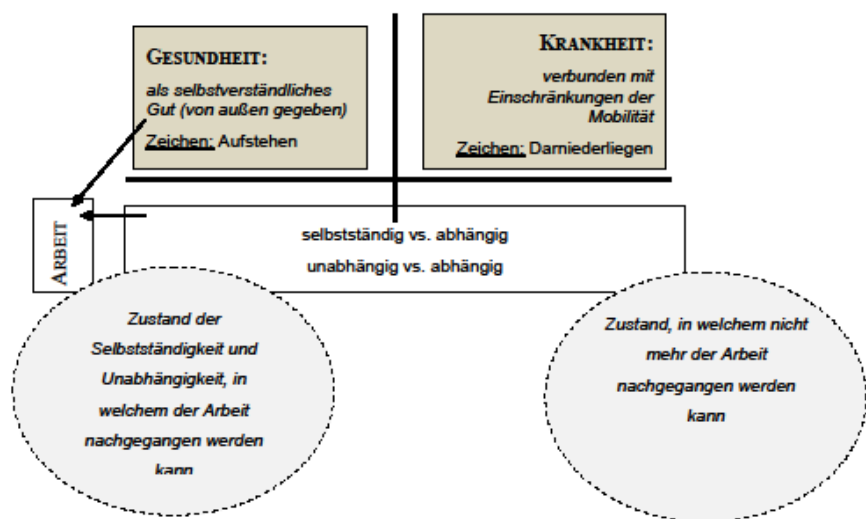 GESUNDHEIT:
als selbstverständliches
Gut (von außen gegeben)
Zeichen: Aufstehen
KRANKHEIT:
verbunden mit
Einschränkungen der
Mobilität
Zeichen: Darniederliegen
ARBEIT
selbstständig vs. abhängig
unabhängig vs. abhängig
Zustand der
Selbstständigkeit und
Unabhängigkeit, in
welchem der Arbeit
nachgegangen werden
kann
Zustand, in welchem nicht
mehr der Arbeit
nachgegangen werden
kann